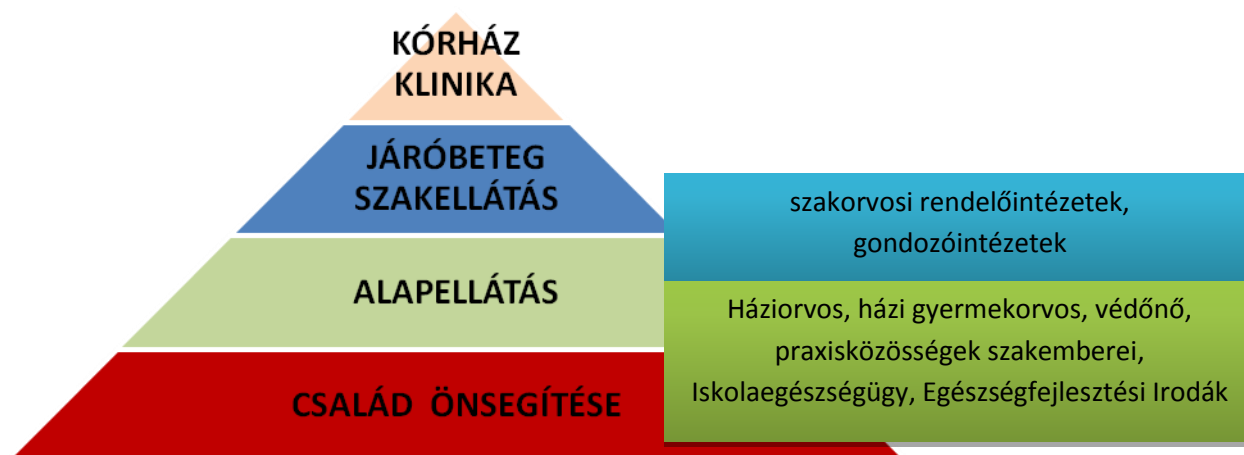 KÓRHÁZ
KLINIKA
JÁRÓBETEG
SZAKELLÁTÁS
szakorvosi rendelőintézetek,
gondozóintézetek
ALAPELLÁTÁS
Háziorvos, házi gyermekorvos, védőnő,
praxisközösségek szakemberei,
Iskolaegészségügy, Egészségfejlesztési Irodák
CSALÁD ÖNSEGÍTÉSE